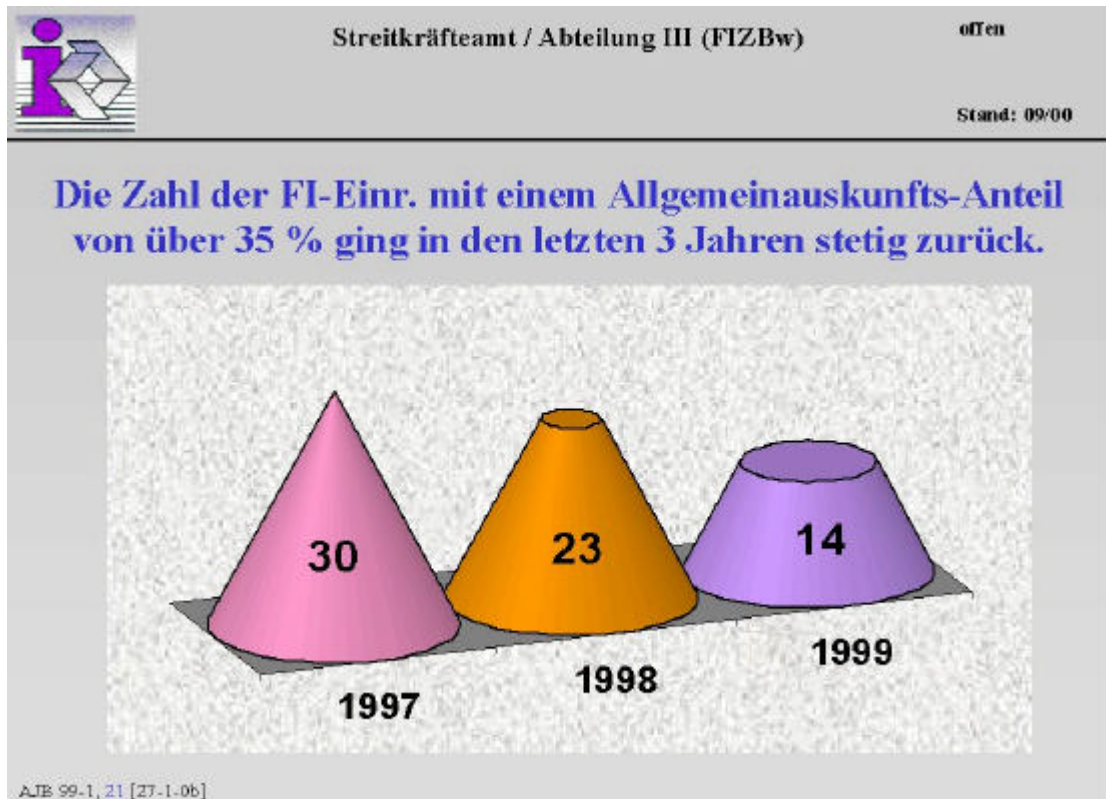 Streitkräfteamt / Abteilung III (FIZBw)
offen
Stand: 09/00
Die Zahl der FI-Einr. mit einem Allgemeinauskunfts-Anteil
von über 35 % ging in den letzten 3 Jahren stetig zurück.
30
23
14
1997
1998
1999
AJB 99-1, 21 [27-1-0b]